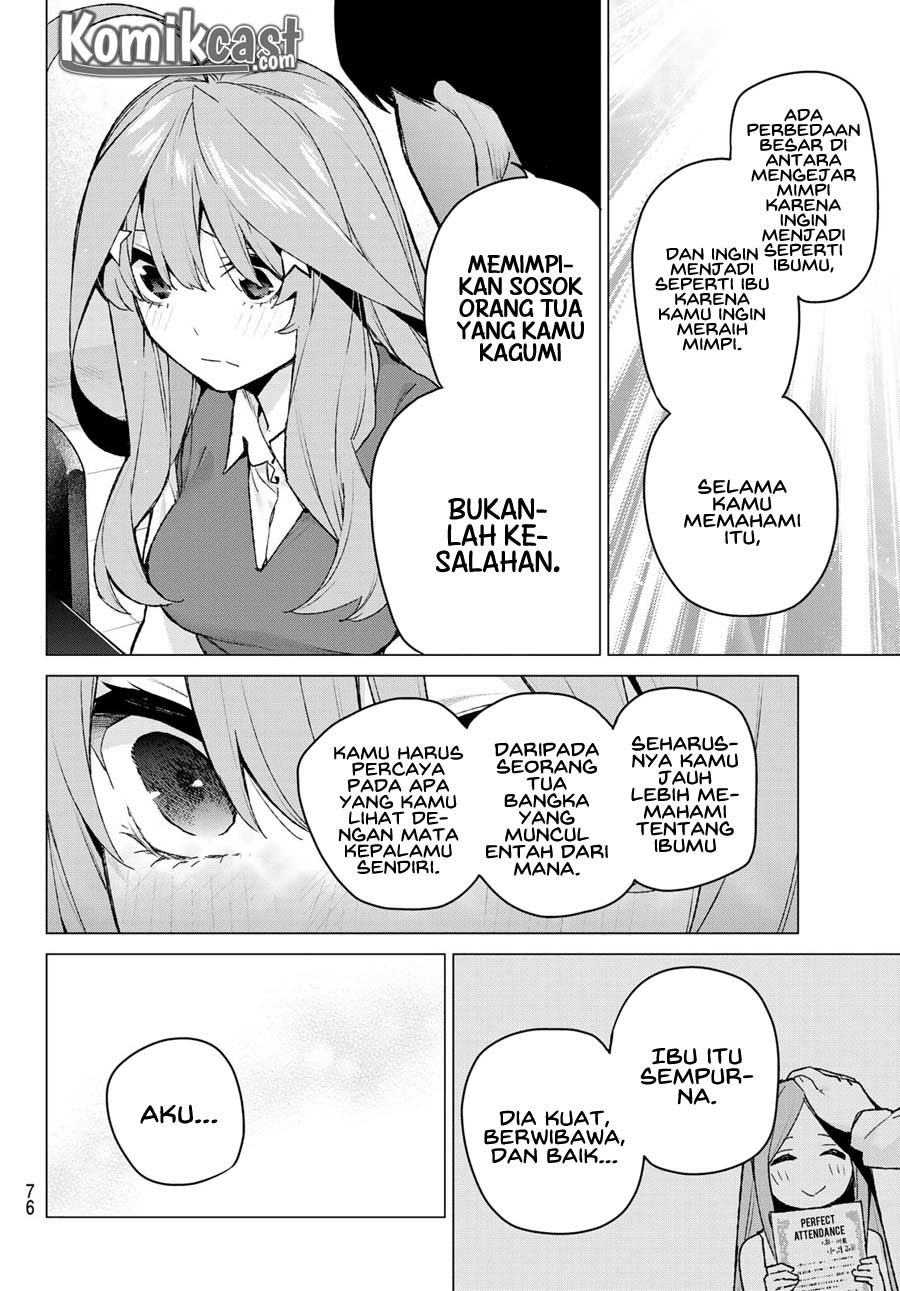 Komikcast
.com
ADA
PERBEDAAN
BESAR DI
ANTARA
MENGEJAR
MIMPI
KARENA
INGIN
MENJADI
SEPERTI
IBUMU,
DAN INGIN
MENJADI
SEPERTI IBU
KARENA
KAMU INGIN
MERAIH
MIMPI.
SELAMA
KAMU
MEMAHAMI
ITU,
MEMIMPI-
KAN SOSOK
ORANG TUA
YANG KAMU
KAGUMI
BUKAN-
LAH KE-
SALAHAN.
SEHARUS-
NYA KAMU
JAUH
LEBIH ME-
MAHAMI
TENTANG
IBUMU
DARIPADA
SEORANG
TUA
BANGKA
YANG
MUNCUL
ENTAH DARI
MANA.
KAMU HARUS
PERCAYA
PADA APA
YANG KAMU
LIHAT DE-
NGAN MATA
KEPALAMU
SENDIRI.
IBU ITU
SEMPUR-
NA.
DIA KUAT,
BERWIBAWA,
DAN BAIK...
PERFECT
ATTENDANCE
AKU...
76